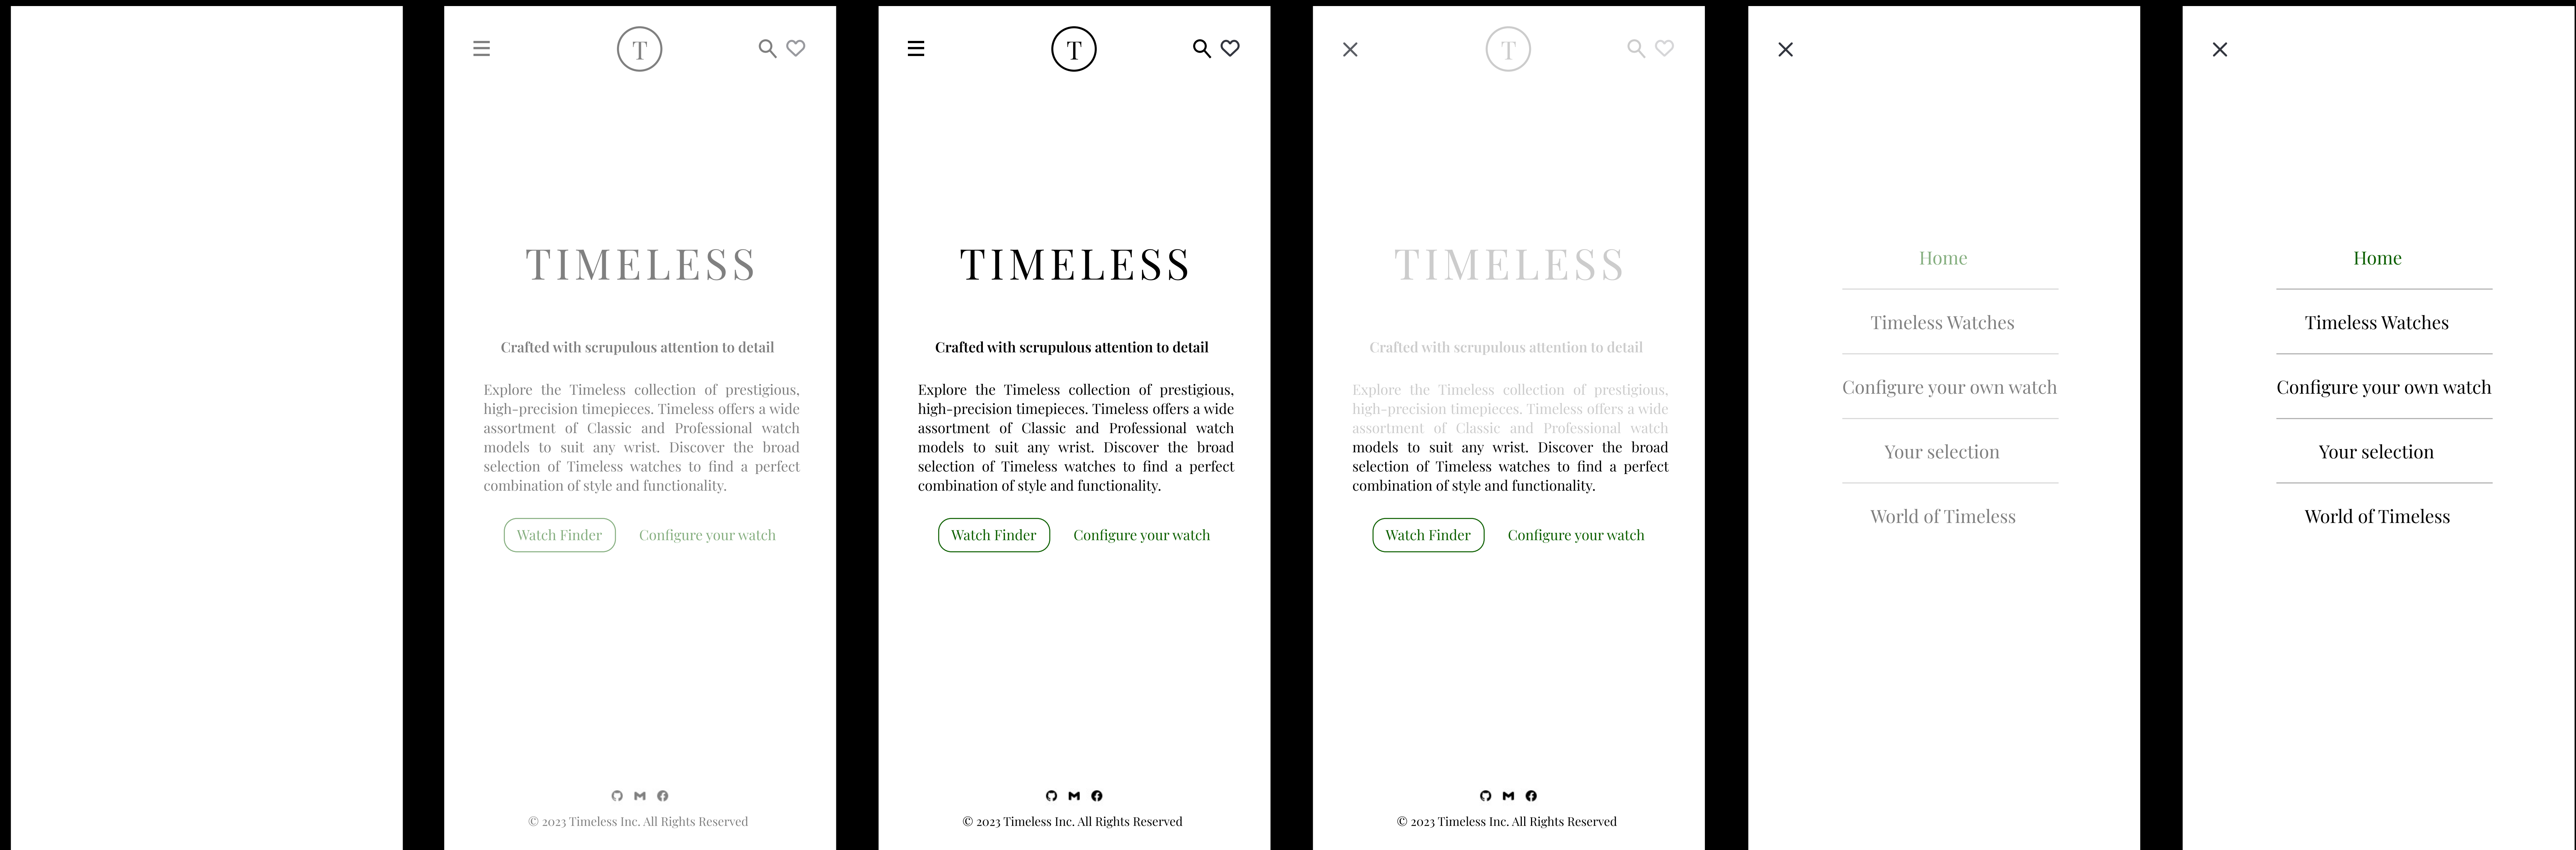 T
TIMELESS
Crafted with scrupulous attention to detail
Explore the Timeless collection of prestigious,
high-precision timepieces. Timeless offers a wide
assortment of Classic and Professional watch
models to suit any wrist. Discover the broad
selection of Timeless watches to find a perfect
combination of style and functionality.
Watch Finder Configure your watch
© 2023 Timeless Inc. All Rights Reserved
T
TIMELESS
Crafted with scrupulous attention to detail
Explore the Timeless collection of prestigious,
high-precision timepieces. Timeless offers a wide
assortment of Classic and Professional watch
models to suit any wrist. Discover the broad
selection of Timeless watches to find a perfect
combination of style and functionality.
Watch Finder Configure your watch
© 2023 Timeless Inc. All Rights Reserved
T
TIMELESS
Crafted with scrupulous attention to detail
Explore the Timeless collection of prestigious,
high-precision timepieces. Timeless offers a wide
assortment of Classic and Professional watch
models to suit any wrist. Discover the broad
selection of Timeless watches to find a perfect
combination of style and functionality.
Watch Finder Configure your watch
© 2023 Timeless Inc. All Rights Reserved
Home
Timeless Watches
Configure your own watch
Your selection
World of Timeless
Home
Timeless Watches
Configure your own watch
Your selection
World of Timeless